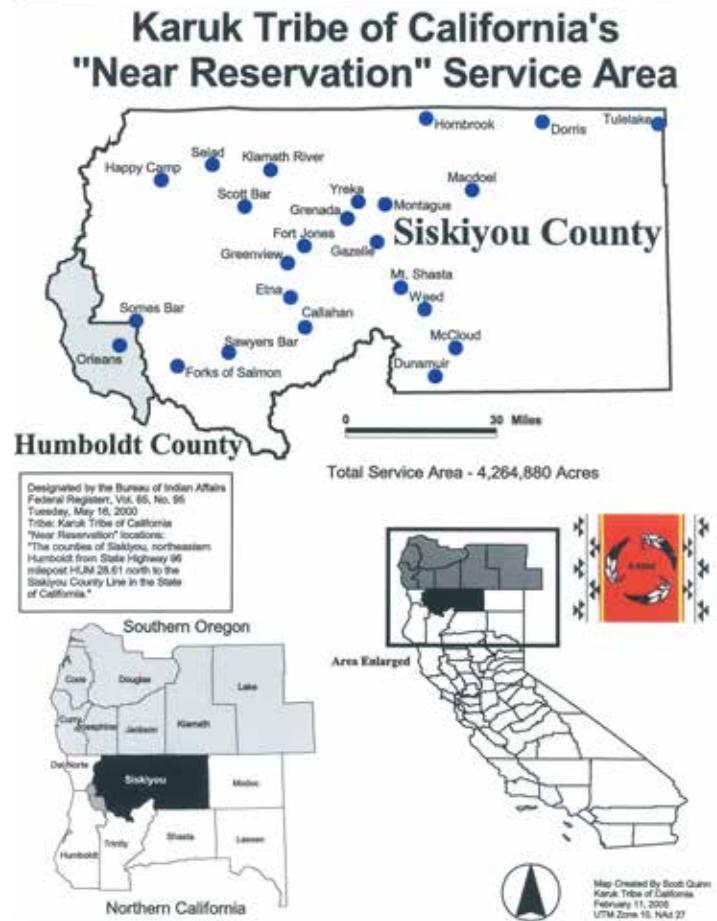 Karuk Tribe of California's
"Near Reservation" Service Area
Hornbrook
Dorris
Tulelake
Seiad
Klamath River
Happy Camp
Macdoel
Scott Bar
Yreka
Montague
Grenada
Siskiyou County
Fort Jones
Gazelle
Greenview
Mt. Shasta
Etna
Weed
Somes Bar
Callahan
McCloud
Sawyers Bar
Orleans
Dunsmuir
Forks of Salmon
0 30 Miles
Humboldt County
Total Service Area - 4,264,880 Acres
Designated by the Bureau of Indian Affairs
Federal Registerr, Vol. 65, No. 95
Tuesday, May 16, 2000
Tribe: Karuk Tribe of California
"Near Reservation" locations:
"The counties of Siskiyou, northeastern
Humboldt from State Highway 96
milepost HUM 28.61 north to the
Siskiyou County Line in the State
of California."
Southern Oregon
Coos
Douglas
Lake
Curry
Josephine
Jackson
Klamath
Del Norte
Siskiyou
Modoc
Humboldt
Trinity
Shasta
Lassen
Northern California
Area Enlarged
Map Created By Scott Quinn
Karuk Tribe of California
February 11, 2005
UTM Zone 10, NAd 27